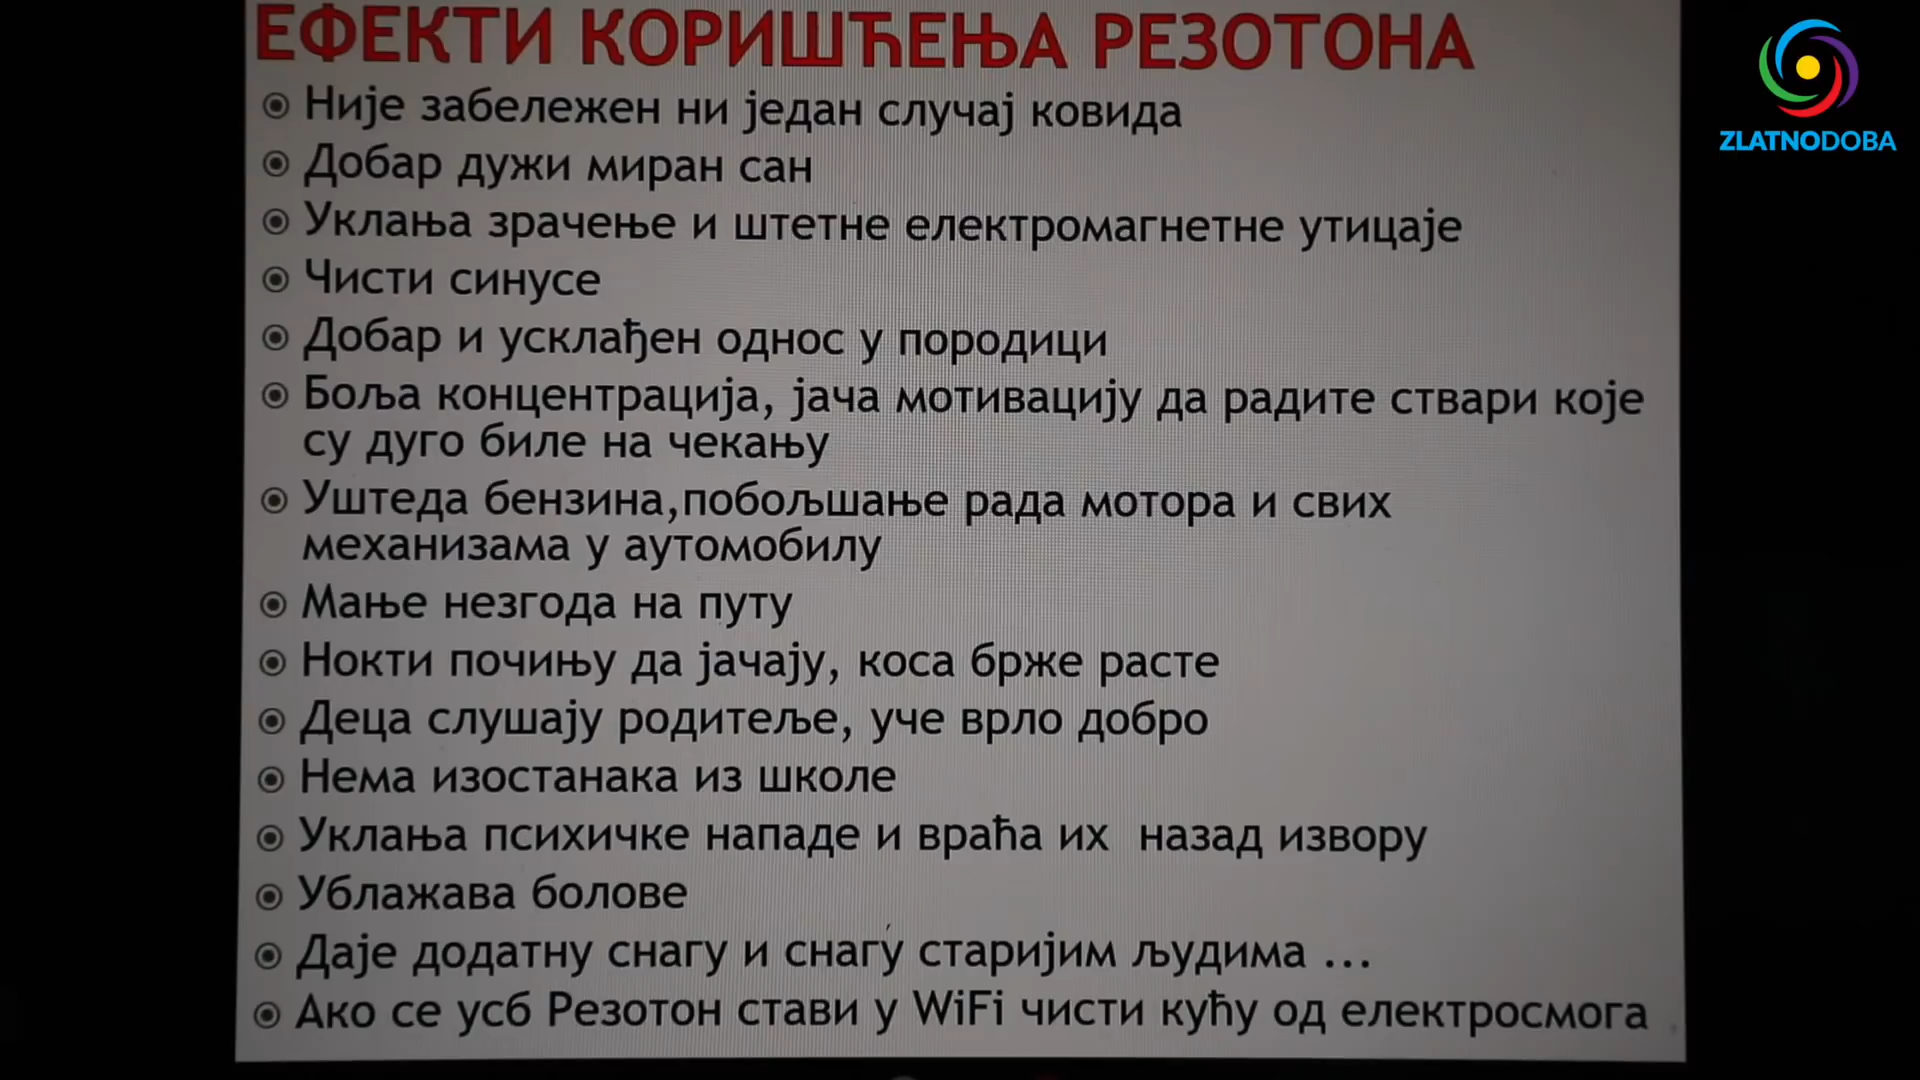 ЕФЕКТИ КОРИШЋЕЊА РЕЗОТОНА
ZLATNODOBA
Није забележен ни један случај ковида
Добар дужи миран сан
Уклања зрачење и штетне електромагнетне утицаје
Чисти синусе
Добар и усклађен однос у породици
Боља концентрација, јача мотивацију да радите ствари које
су дуго биле на чекању
Уштеда бензина,побољшање рада мотора и свих
механизама у аутомобилу
Мање незгода на путу
Нокти почињу да јачају, коса брже расте
Деца слушају родитеље, уче врло добро
Нема изостанака из школе
Уклања психичке нападе и враћа их  назад извору
Ублажава болове
Даје додатну снагу и снагу старијим људима ...
Ако се усб Резотон стави у WiFi чисти кућу од електросмога